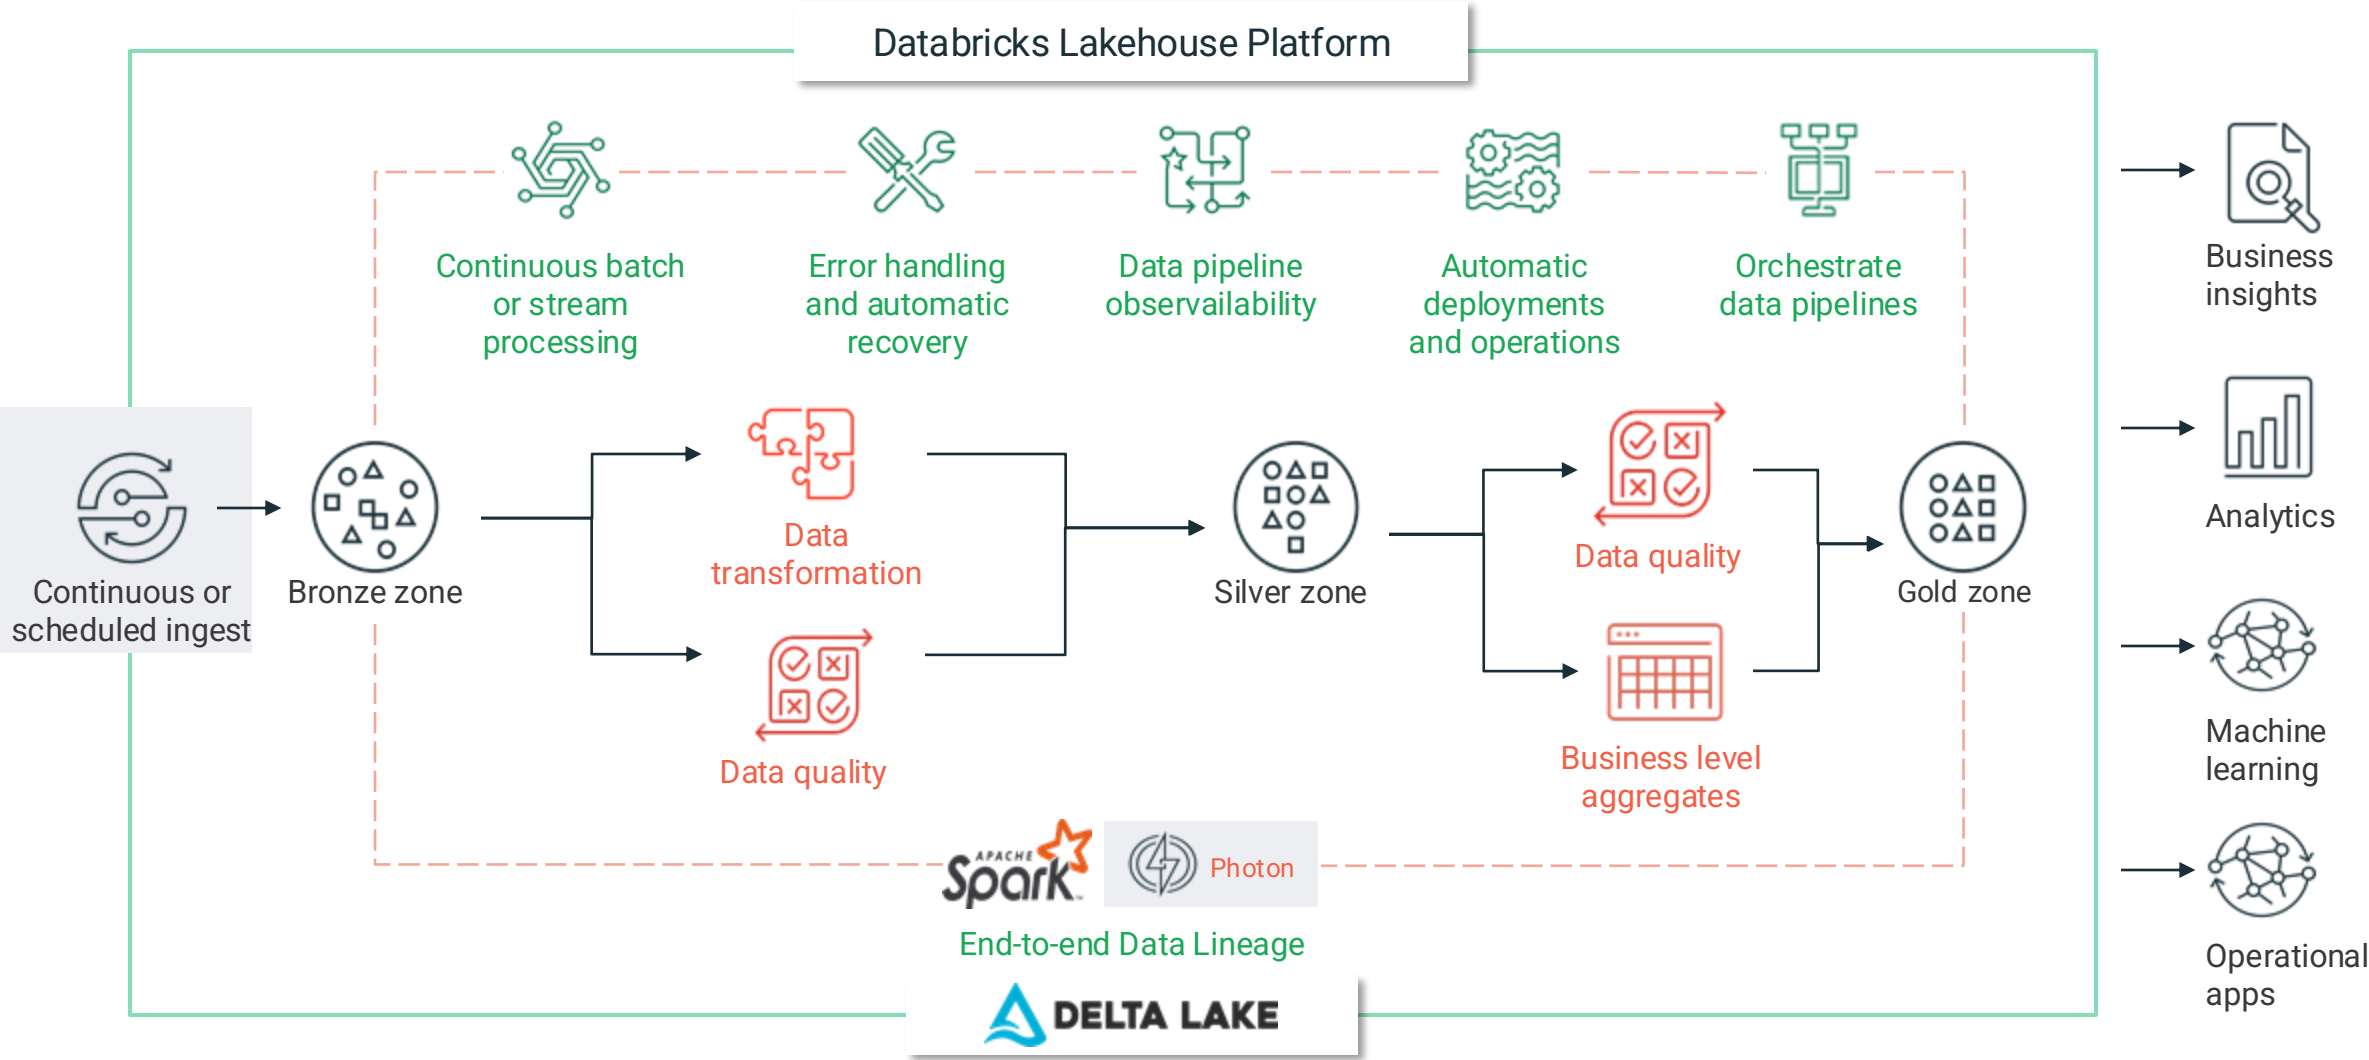 Databricks Lakehouse Platform
Continuous batch
or stream
processing
Error handling
and automatic
recovery
Data pipeline
observailability
Automatic
deployments
and operations
Orchestrate
data pipelines
Continuous or
scheduled ingest
Bronze zone
Data
transformation
Data quality
Silver zone
Data quality
Business level
aggregates
Gold zone
Business
insights
Analytics
Machine
learning
Operational
apps
APACHE
Spark
Photon
End-to-end Data Lineage
DELTA LAKE